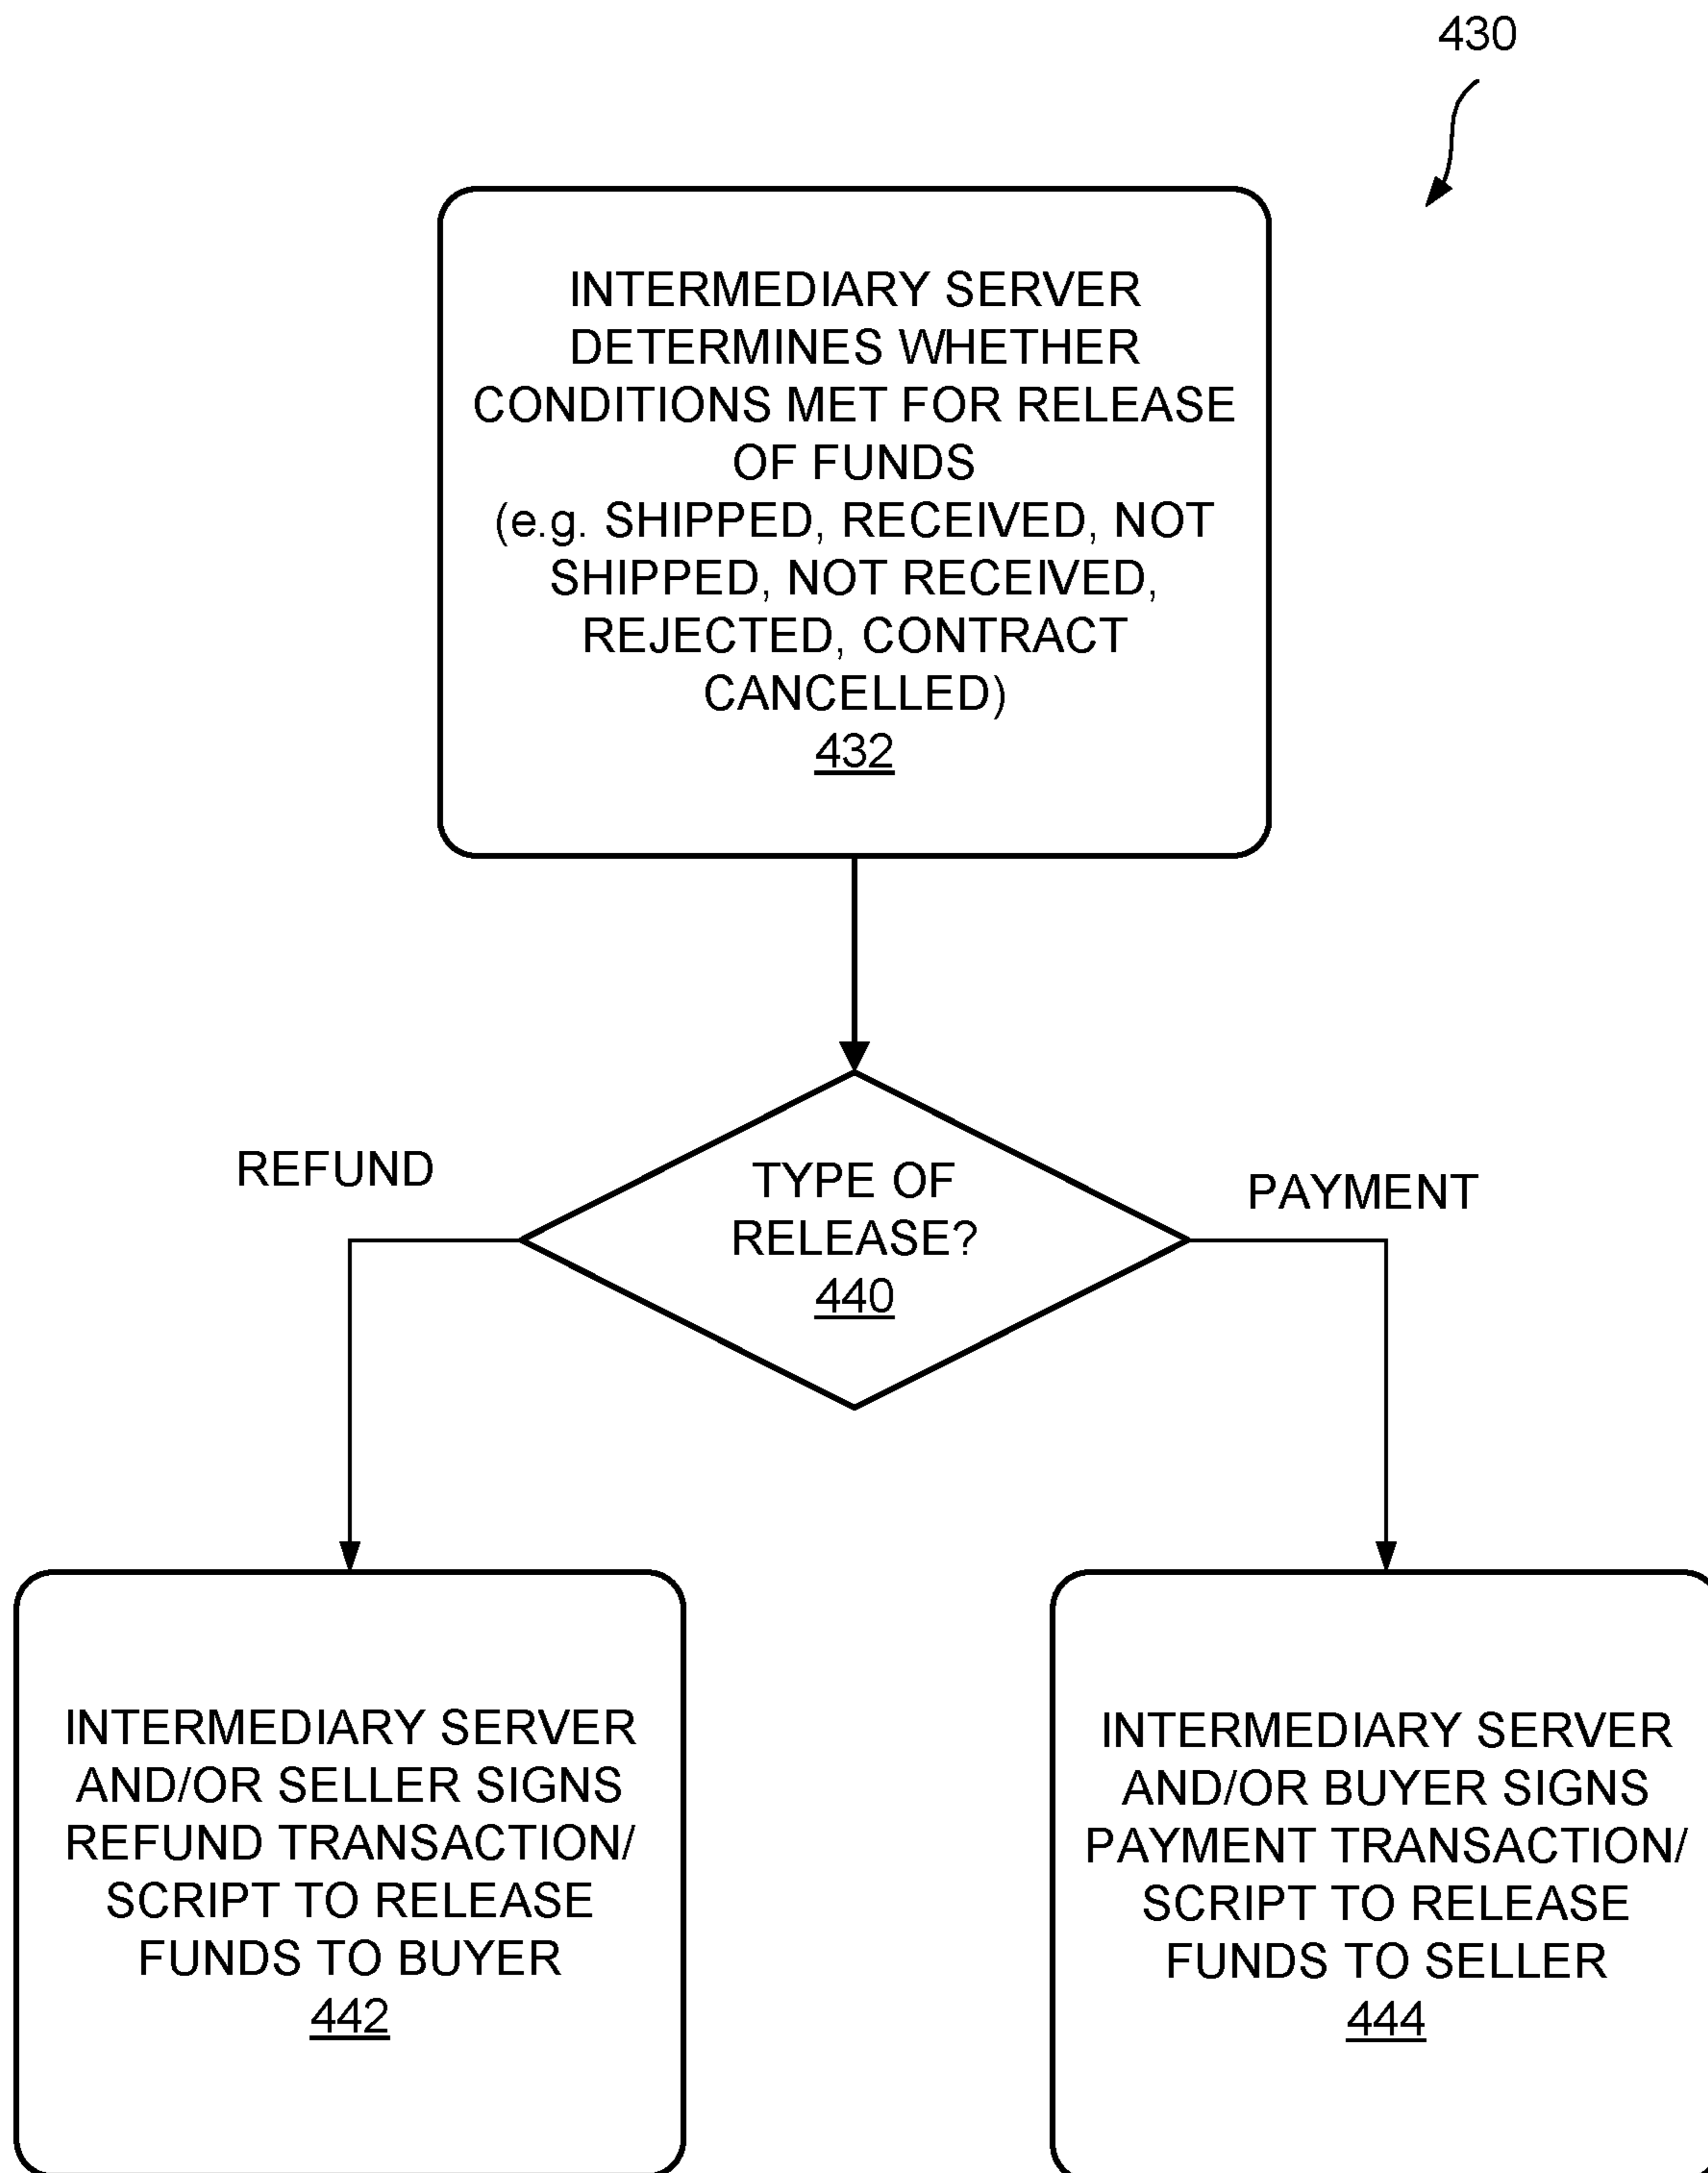 430
INTERMEDIARY SERVER
DETERMINES WHETHER
CONDITIONS MET FOR RELEASE
OF FUNDS
(e.g. SHIPPED, RECEIVED, NOT
SHIPPED, NOT RECEIVED,
REJECTED, CONTRACT
CANCELLED)
432
REFUND
TYPE OF
RELEASE?
440
PAYMENT
INTERMEDIARY SERVER
AND/OR SELLER SIGNS
REFUND TRANSACTION/
SCRIPT TO RELEASE
FUNDS TO BUYER
442
INTERMEDIARY SERVER
AND/OR BUYER SIGNS
PAYMENT TRANSACTION/
SCRIPT TO RELEASE
FUNDS TO SELLER
444